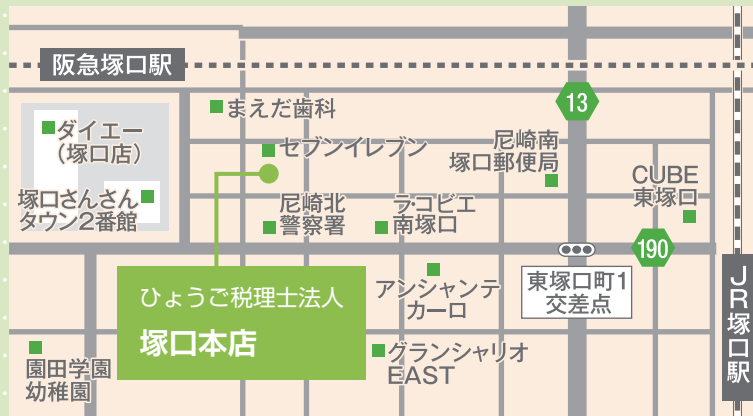 阪急塚口駅
まえだ歯科
13
ダイエー
(塚口店)
セブンイレブン
尼崎南
塚口郵便局
CUBE
東塚口
塚口さんさん
タウン2番館
尼崎北
警察署
ラ・コビエ
南塚口
190
ひょうご税理士法人
塚口本店
アンシャンテ
カーロ
東塚口町1
交差点
JR塚口駅
グランシャリオ
EAST
園田学園
幼稚園